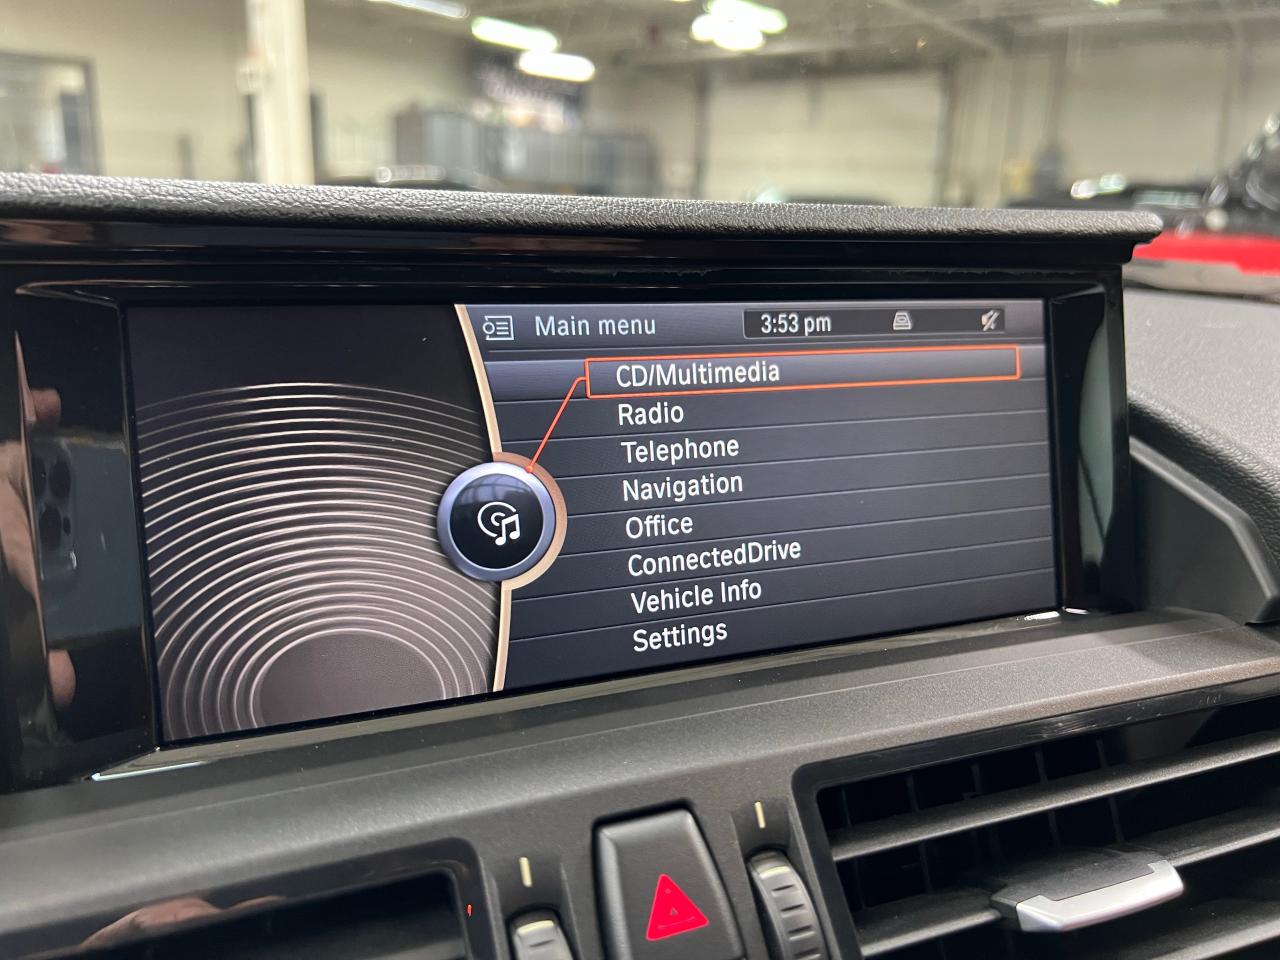 Main menu
3:53 pm
CD/Multimedia
Radio
Telephone
Navigation
Office
ConnectedDrive
Vehicle Info
Settings